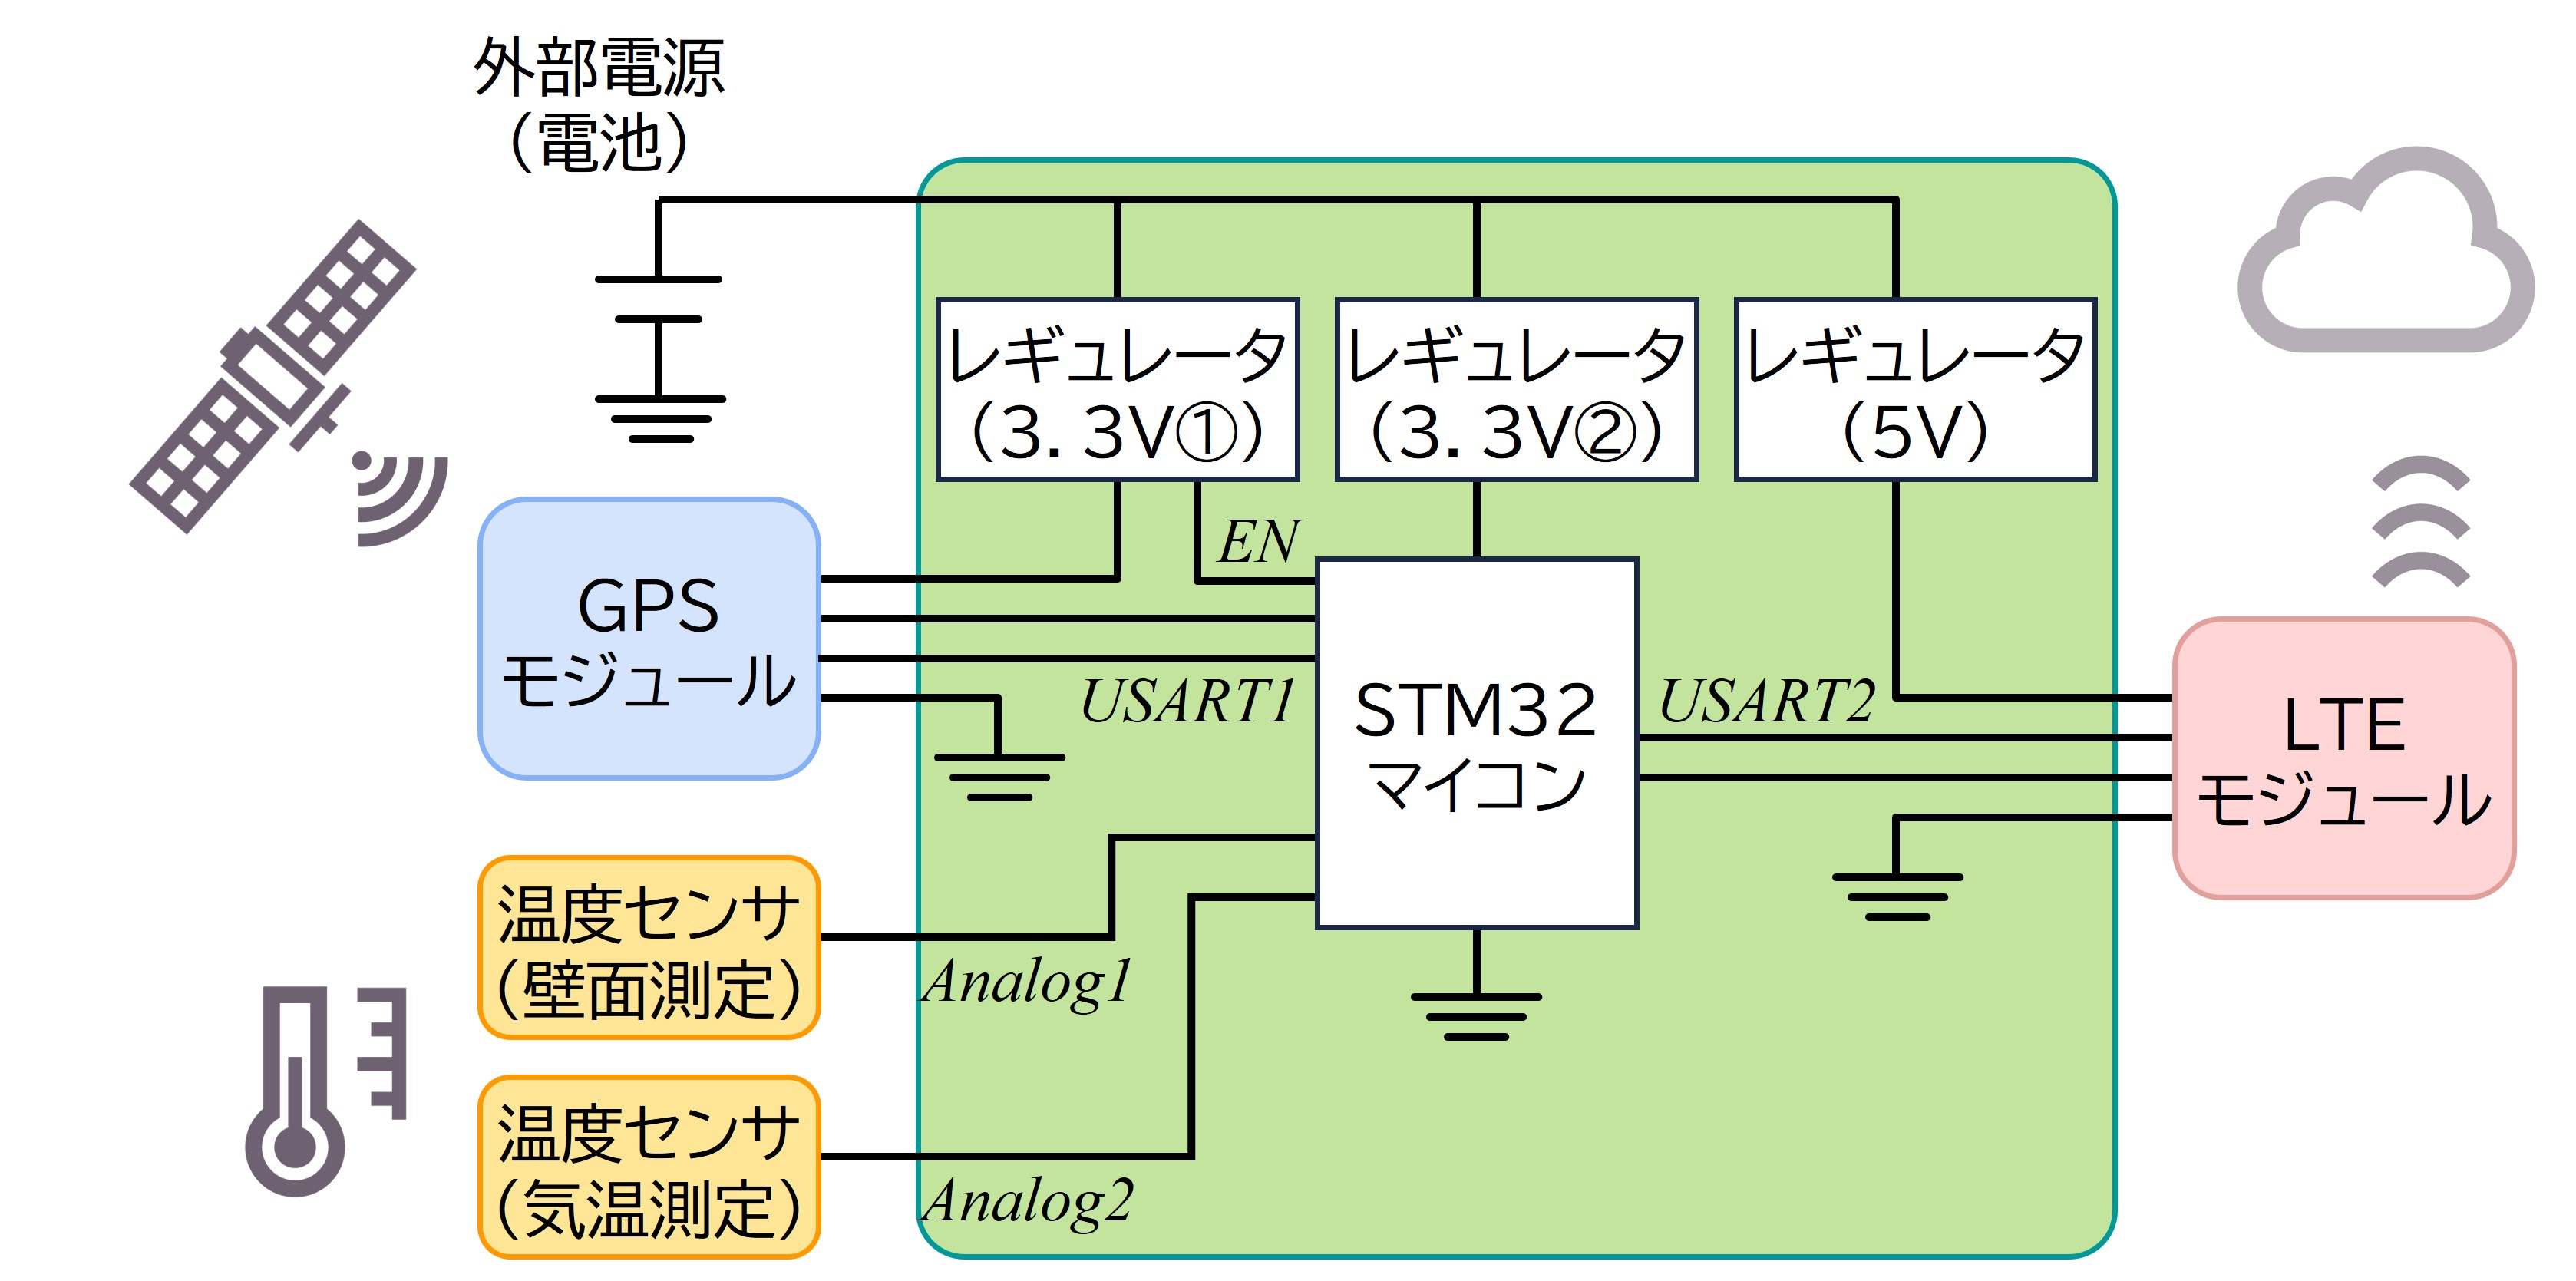 外部電源
（電池）
レギュレータ
（3．3V①）
レギュレータ
（3．3V②）
レギュレータ
（5V）
EN
GPS
モジュール
USART1
STM32
マイコン
USART2
LTE
モジュール
温度センサ
（壁面測定）
Analog1
温度センサ
（気温測定）
Analog2